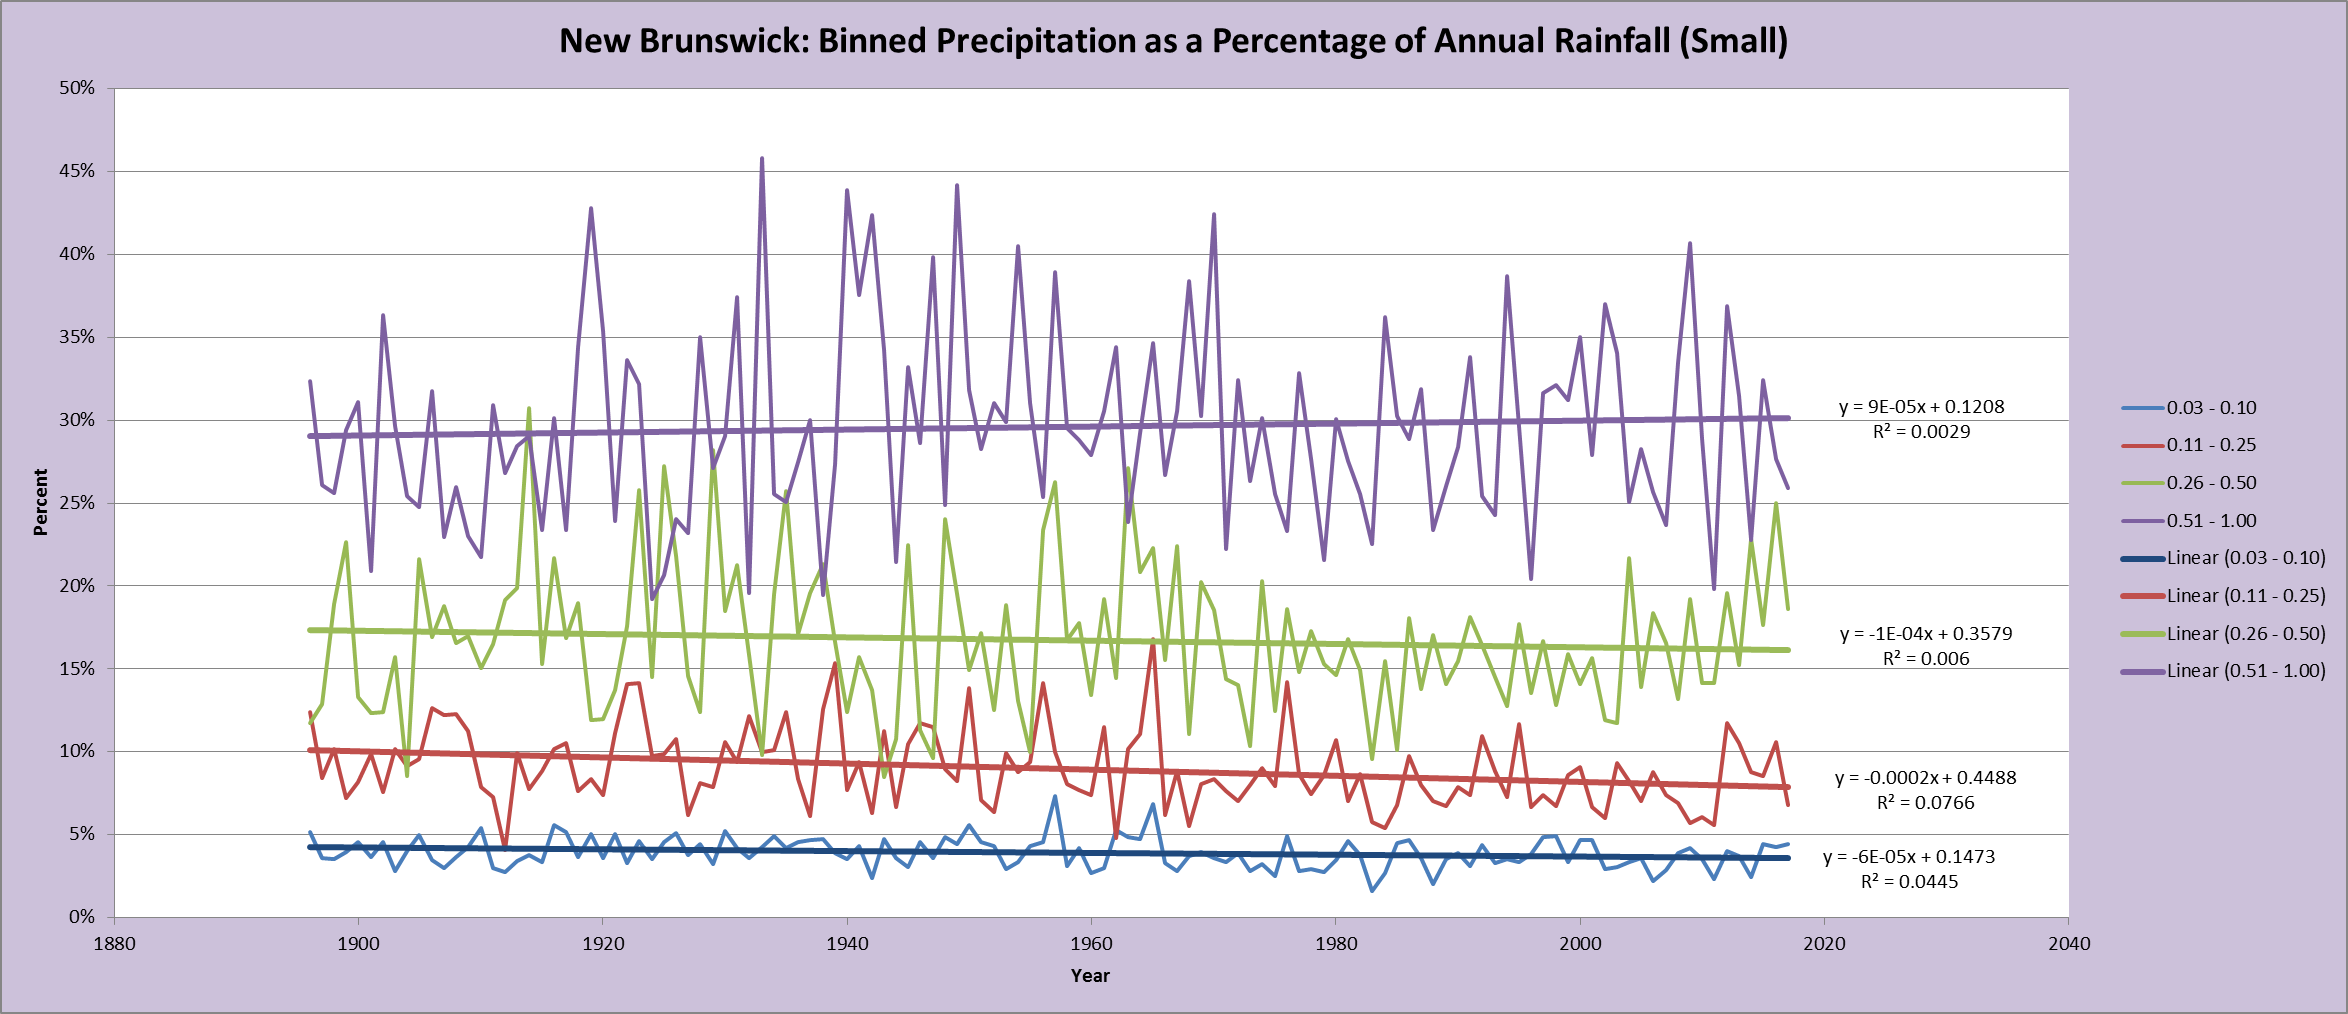 New Brunswick: Binned Precipitation as a Percentage of Annual Rainfall (Small)
50%
45%
40%
35%
30%
25%
20%
15%
10%
5%
0%
Percent
1880
1900
1920
1940
1960
1980
2000
2020
2040
Year
y = 9E-05x + 0.1208
R² = 0.0029
y = -1E-04x + 0.3579
R² = 0.006
y = -0.0002x + 0.4488
R² = 0.0766
y = -6E-05x + 0.1473
R² = 0.0445
0.03 - 0.10
0.11 - 0.25
0.26 - 0.50
0.51 - 1.00
Linear (0.03 - 0.10)
Linear (0.11 - 0.25)
Linear (0.26 - 0.50)
Linear (0.51 - 1.00)